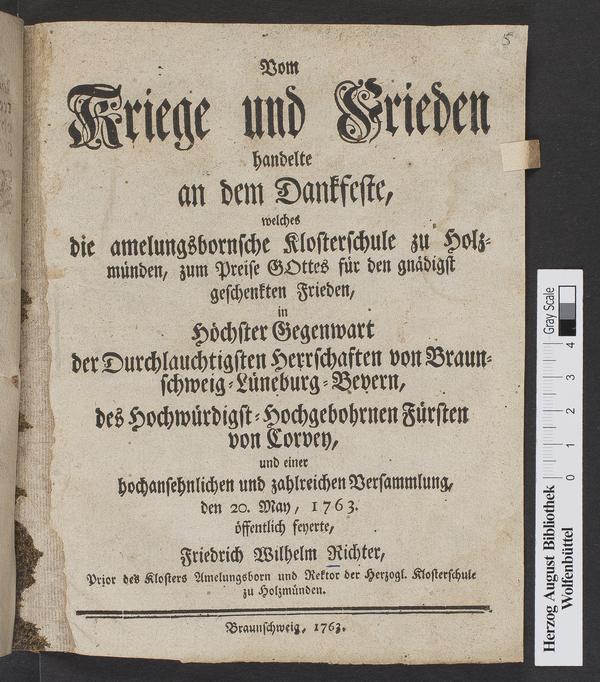 5
Vom
Kriege und Frieden
handelte
an dem Dankfeste,
welches
die amelungsbornsche Klosterschule zu Holz-
münden, zum Preise GOttes für den gnädigst
geschenkten Frieden,
in
Höchster Gegenwart
der Durchlauchtigsten Herrschaften von Braun-
schweig-Lüneburg-Bevern,
des Hochwürdigst-Hochgebohrnen Fürsten
von Corvey,
und einer
hochansehnlichen und zahlreichen Versammlung,
den 20. May, 1763.
öffentlich feyerte,
Friedrich Wilhelm Richter,
Prior des Klosters Amelungsborn und Rektor der Herzogl. Klosterschule
zu Holzmünden.
Braunschweig, 1763.
Gray Scale
0 1 2 3 4
Herzog August Bibliothek
Wolfenbüttel